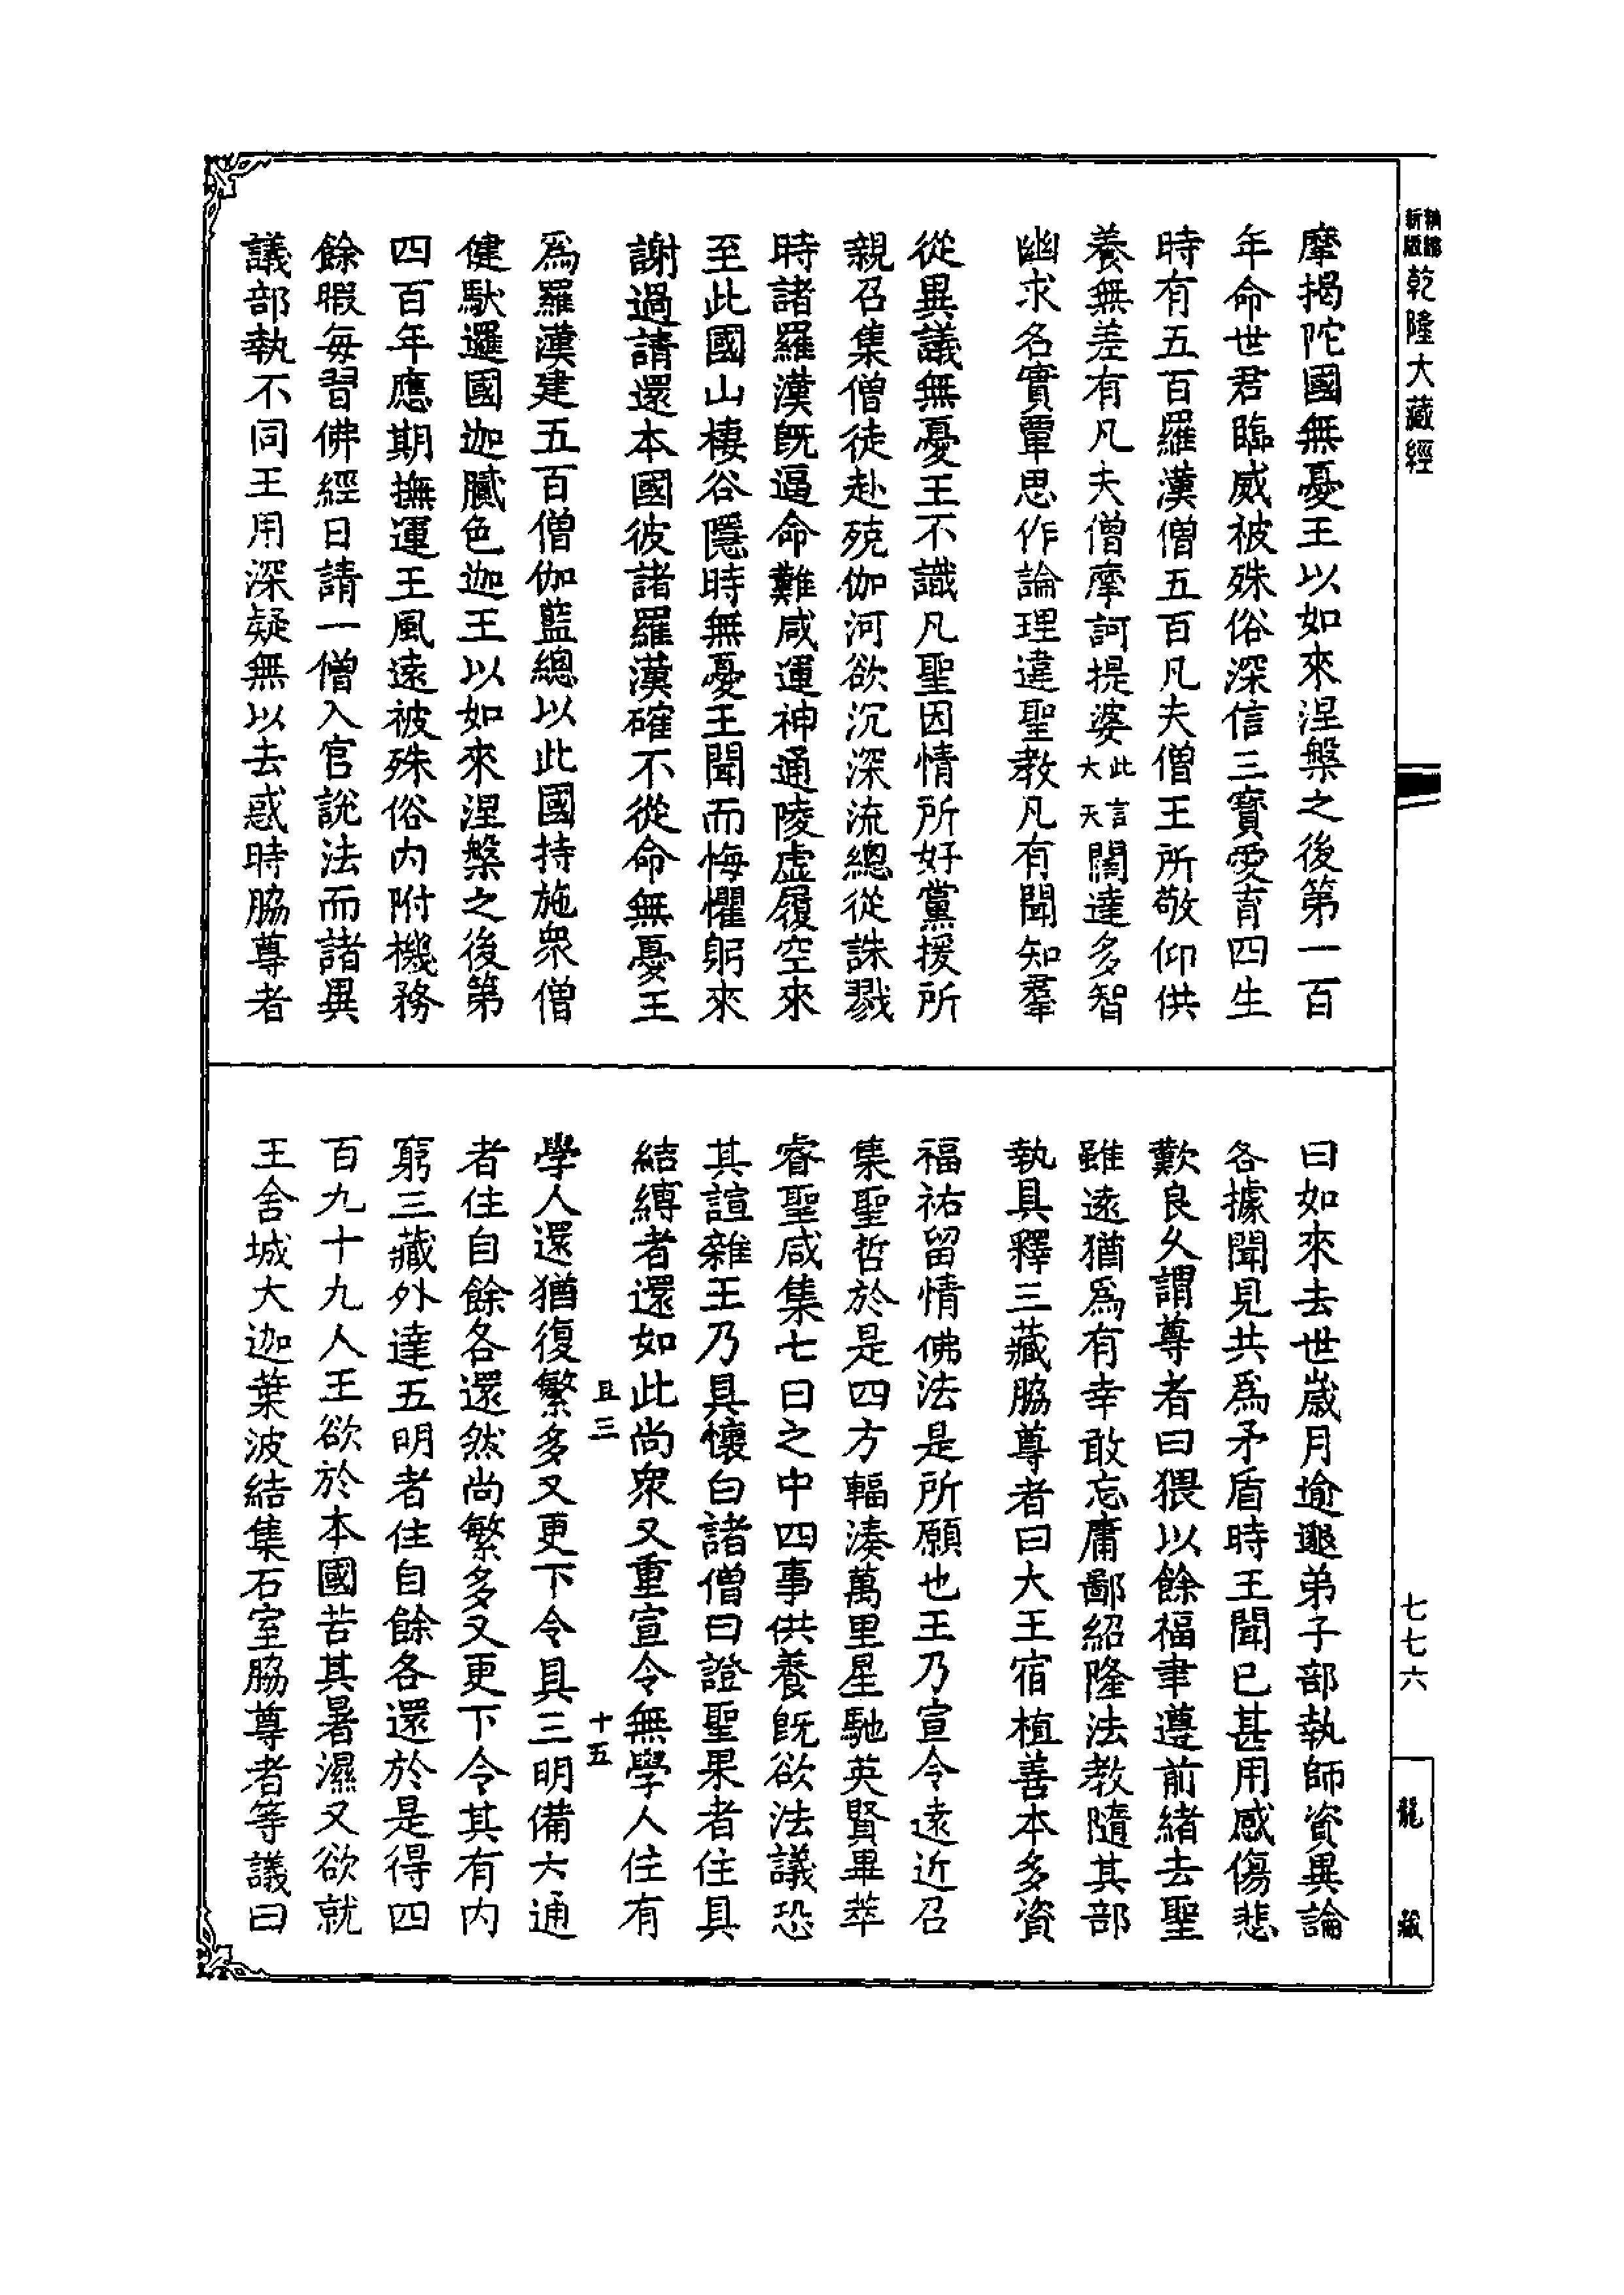 乾隆大藏經
摩揭陀國無憂王以如來涅槃之後第一百
年命世君臨威被殊俗深信三寶愛育四生
時有五百羅漢僧五百凡夫僧王所敬仰供
養無差有凡夫僧摩訶提婆此言大天闊達多智
幽求名實覃思作論理違聖教凡有聞知羣
從異議無憂王不識凡聖因情所好黨援所
親召集僧徒赴殑伽河欲沉深流總從誅戮
時諸羅漢旣逼命難咸運神通陵虛履空來
至此國山棲谷隱時無憂王聞而悔懼躬來
謝過請還本國彼諸羅漢確不從命無憂王
爲羅漢建五百僧伽藍總以此國持施衆僧
健馱邏國迦膩色迦王以如來涅槃之後第
四百年應期撫運王風遠被殊俗內附機務
餘暇每習佛經日請一僧入宮說法而諸異
議部執不同王用深疑無以去惑時脇尊者
曰如來去世歲月逾邈弟子部執師資異論
各據聞見共爲矛盾時王聞已甚用感傷悲
歎良久謂尊者曰猥以餘福聿遵前緒去聖
雖遠猶爲有幸敢忘庸鄙紹隆法教隨其部
執具釋三藏脇尊者曰大王宿植善本多資
福祐留情佛法是所願也王乃宣令遠近召
集聖哲於是四方輻湊萬里星馳英賢畢萃
睿聖咸集七日之中四事供養旣欲法議恐
其諠雜王乃具懷白諸僧曰證聖果者住具
結縛者還如此尚衆又重宣令無學人住有
且三 十五
學人還猶復繁多又更下令具三明備六通
者住自餘各還然尚繁多又更下令其有內
窮三藏外達五明者住自餘各還於是得四
百九十九人王欲於本國苦其暑濕又欲就
王舍城大迦葉波結集石室脇尊者等議曰
七七六
龍藏